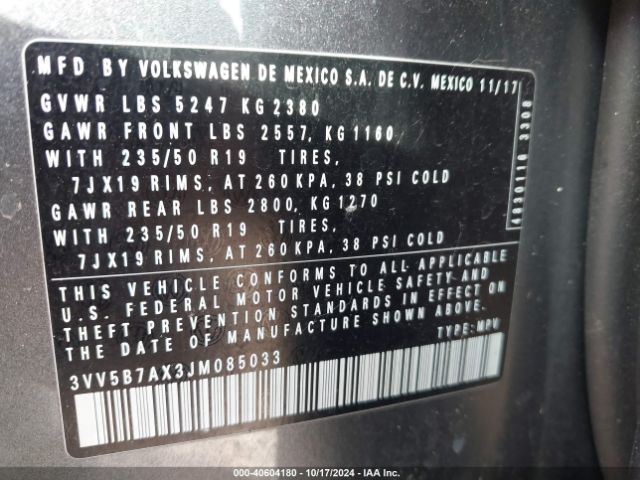 MFD BY VOLKSWAGEN DE MEXICO S.A. DE C.V. MEXICO 11/17
GVWR LBS 5247 KG 2380
GAWR FRONT LBS 2557, KG 1160
WITH 235/50 R19 TIRES,
7JX19 RIMS, AT 260 KPA, 38 PSI COLD
GAWR REAR LBS 2800, KG 1270
WITH 235/50 R19 TIRES,
7JX19 RIMS, AT 260 KPA, 38 PSI COLD
THIS VEHICLE CONFORMS TO ALL APPLICABLE
U.S. FEDERAL MOTOR VEHICLE SAFETY AND
THEFT PREVENTION STANDARDS IN EFFECT ON
THE DATE OF MANUFACTURE SHOWN ABOVE.
TYPE: MPV
3VV5B7AX3JM085033
3308
000-40604180 - 10/17/2024 - IAA Inc.